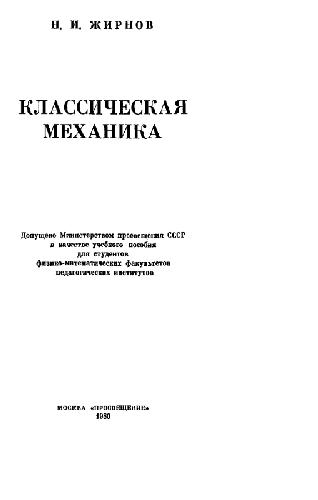 Н. И. ЖИРНОВ
КЛАССИЧЕСКАЯ
МЕХАНИКА
Допущено Министерством просвещения СССР
в качестве учебного пособия
для студентов
физико-математических факультетов
педагогических институтов
МОСКВА «ПРОСВЕЩЕНИЕ»
1980